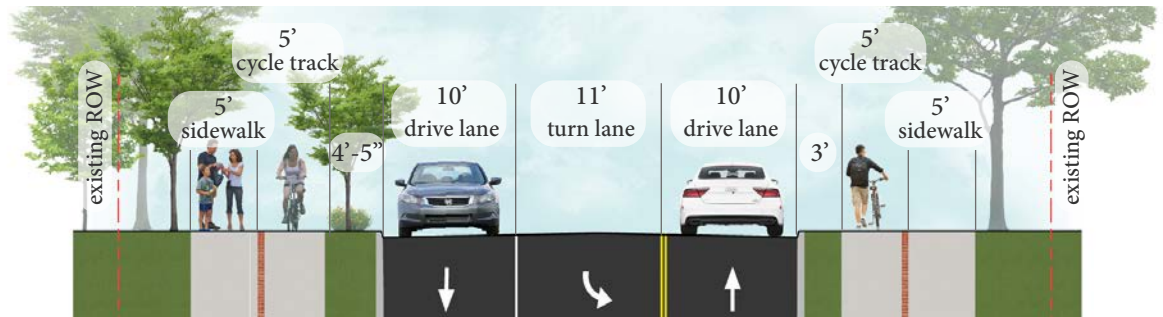 existing ROW
5’
sidewalk
5’
cycle track
4’-5”
10’
drive lane
11’
turn lane
10’
drive lane
3’
5’
cycle track
5’
sidewalk
existing ROW